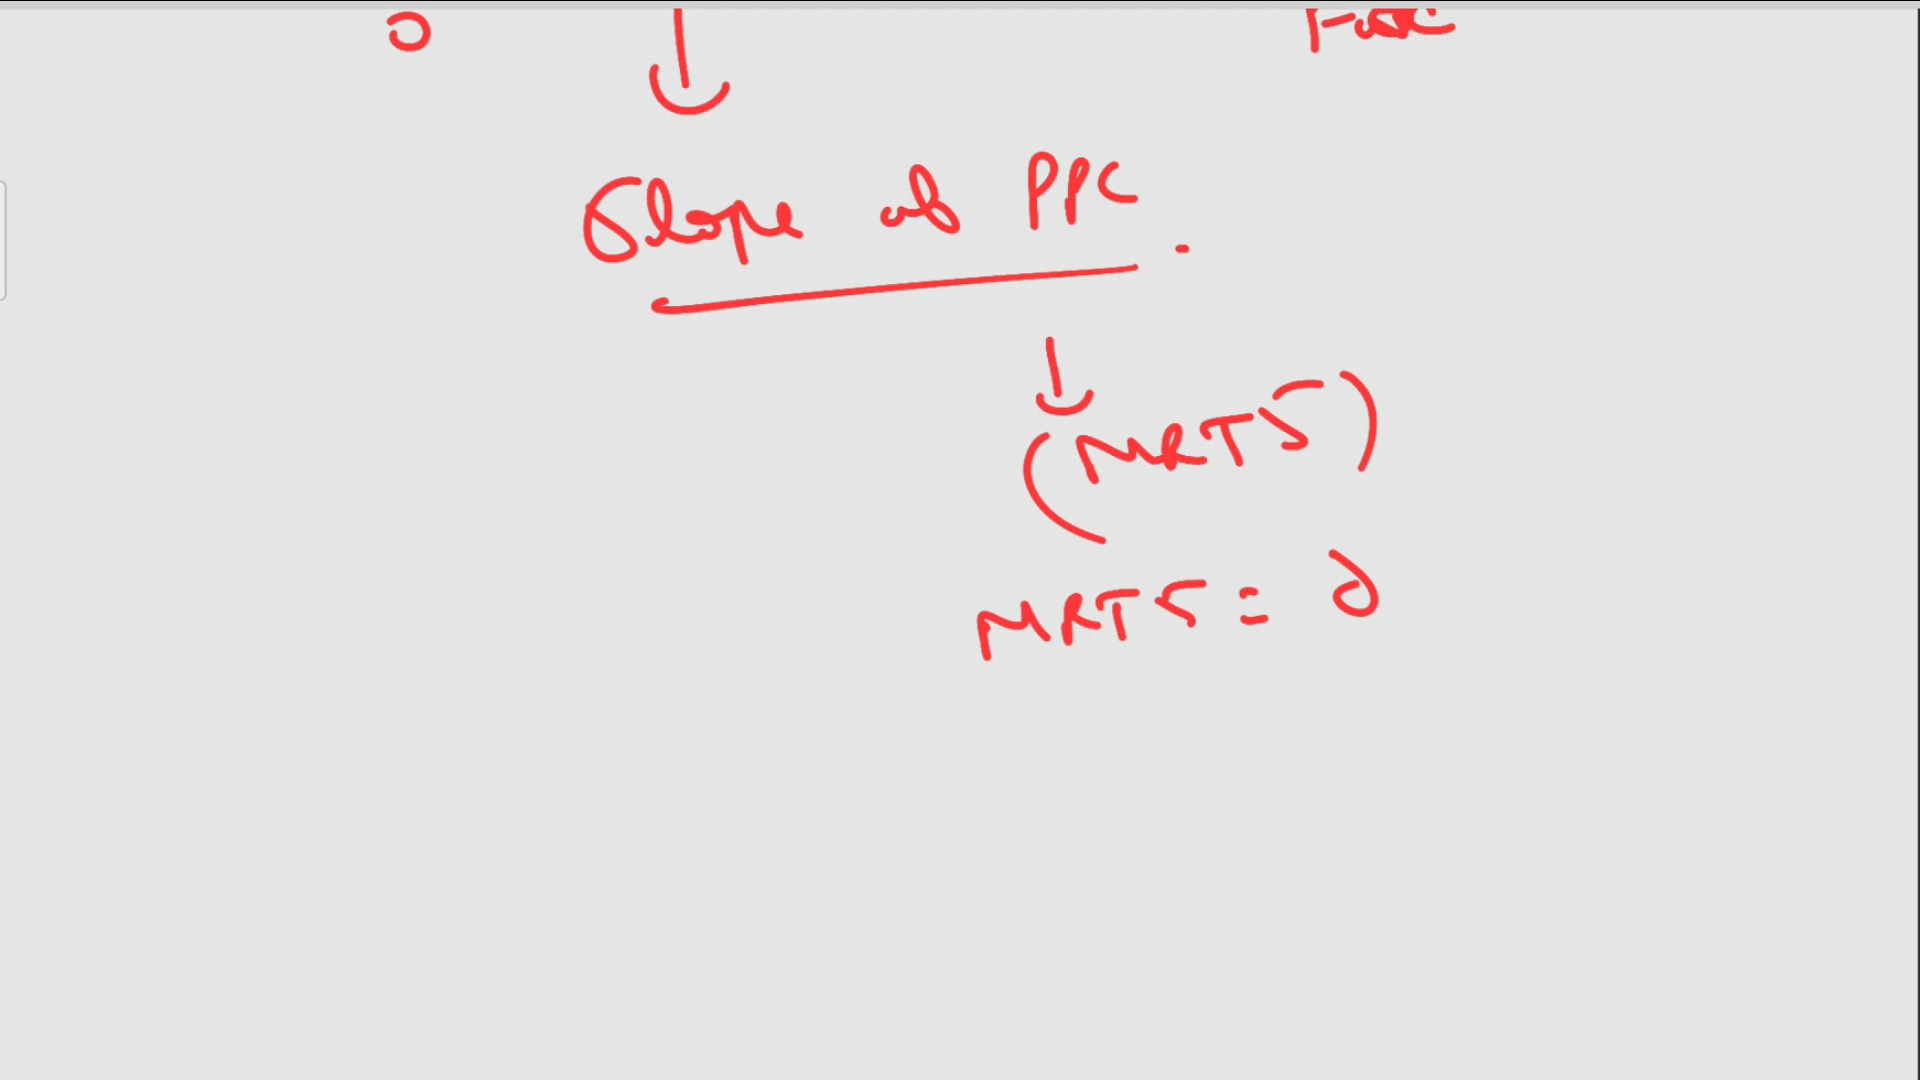 Slope of PPC .
(MRTS)
MRTS = ∂